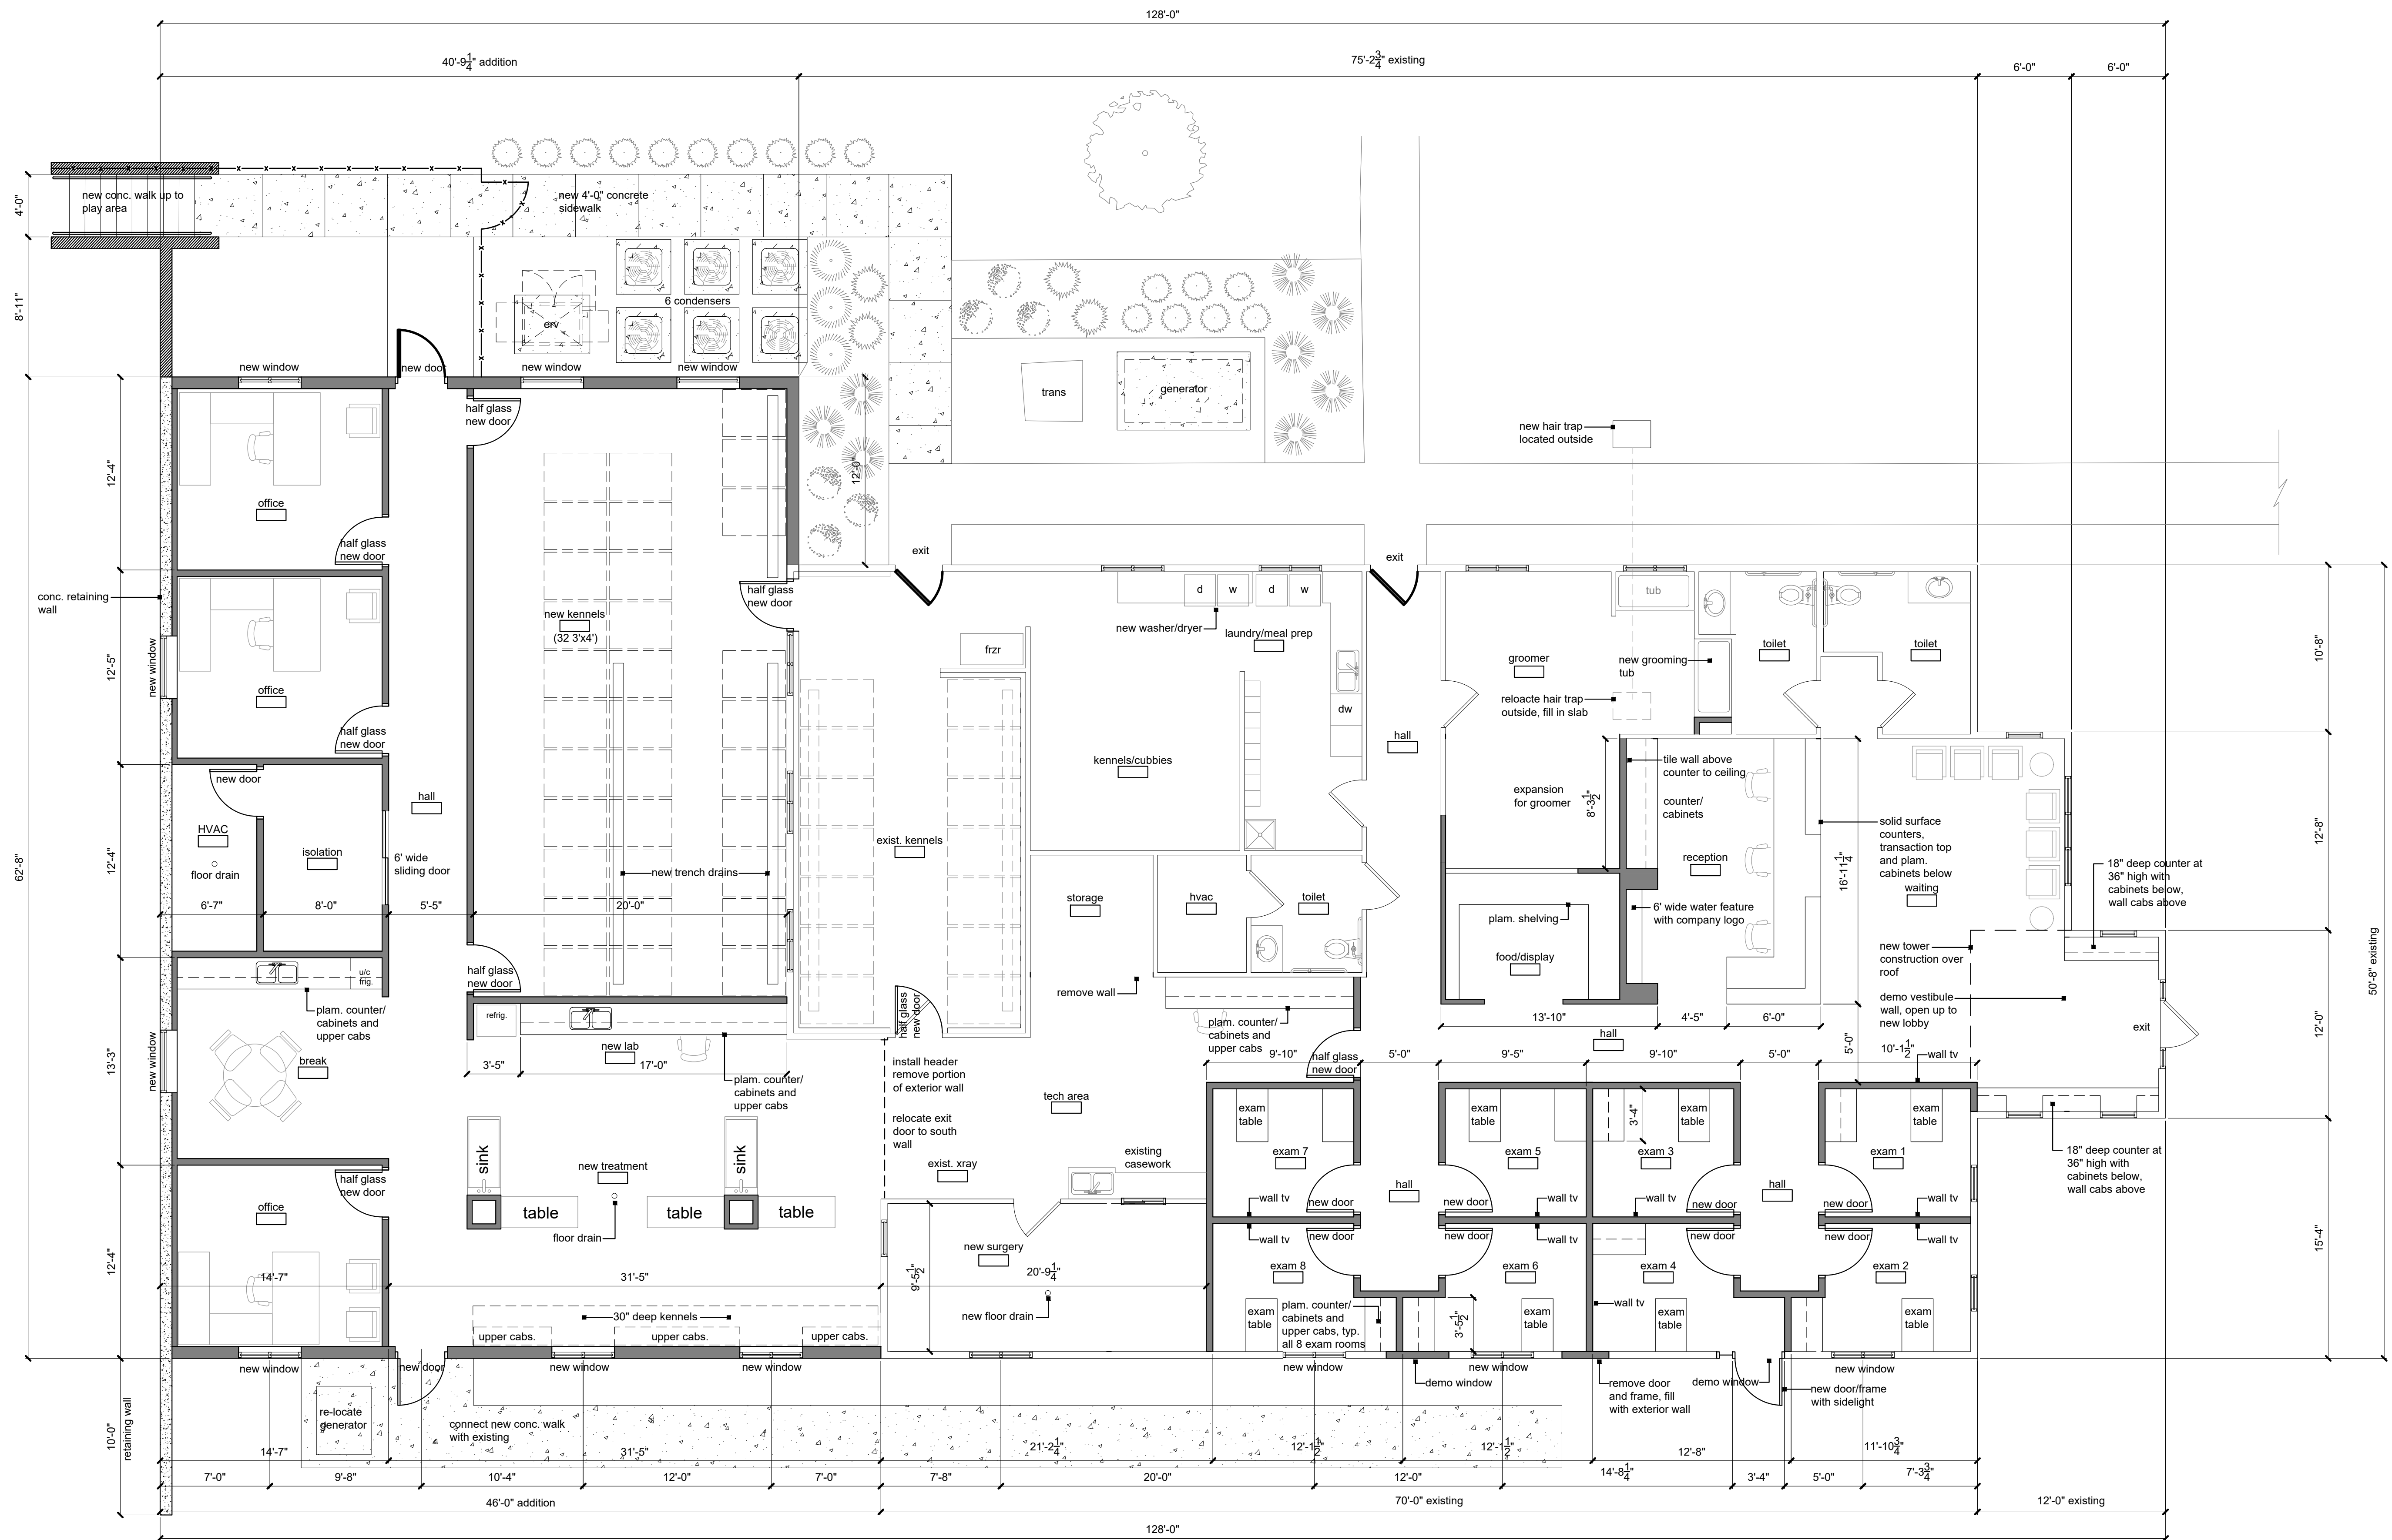 128'-0"
40'-9 1/4" addition
75'-2 3/4" existing
6'-0"
6'-0"
new conc. walk up to
play area
new 4'-0" concrete
sidewalk
4'-0"
8'-11"
6 condensers
erv
new window
new door
new window
new window
trans
generator
new hair trap
located outside
half glass
new door
12'-4"
12'-0"
office
half glass
new door
exit
exit
conc. retaining
wall
new window
12'-5"
office
half glass
new door
new kennels
(32 3'x4')
half glass
new door
frzr
d
w
d
w
new washer/dryer
laundry/meal prep
dw
tub
groomer
new grooming
tub
reloacte hair trap
outside, fill in slab
toilet
toilet
10'-8"
hall
kennels/cubbies
tile wall above
counter to ceiling
expansion
for groomer
8'-3 1/2"
counter/
cabinets
new door
hall
HVAC
floor drain
isolation
6' wide
sliding door
12'-4"
62'-8"
new trench drains
exist. kennels
reception
16'-11 1/4"
solid surface
counters,
transaction top
and plam.
cabinets below
waiting
12'-8"
18" deep counter at
36" high with
cabinets below,
wall cabs above
6'-7"
8'-0"
5'-5"
20'-0"
storage
hvac
toilet
plam. shelving
6' wide water feature
with company logo
food/display
new tower
construction over
roof
demo vestibule
wall, open up to
new lobby
50'-8" existing
u/c
frig.
half glass
new door
remove wall
plam. counter/
cabinets and
upper cabs
refrig.
half glass
new door
plam. counter/
cabinets and
upper cabs
13'-10"
4'-5"
6'-0"
exit
12'-0"
new window
13'-3"
break
new lab
3'-5"
17'-0"
plam. counter/
cabinets and
upper cabs
install header
remove portion
of exterior wall
relocate exit
door to south
wall
tech area
9'-10"
half glass
new door
5'-0"
9'-5"
hall
9'-10"
5'-0"
5'-0"
10'-1 1/2"
wall tv
exam
table
exam
table
3'-4"
exam
table
exam
table
18" deep counter at
36" high with
cabinets below,
wall cabs above
sink
sink
new treatment
exist. xray
existing
casework
exam 7
exam 5
exam 3
exam 1
half glass
new door
office
table
table
table
floor drain
wall tv
new door
hall
new door
wall tv
wall tv
new door
hall
new door
wall tv
wall tv
new door
new door
wall tv
new door
new door
wall tv
12'-4"
new surgery
9'-5 1/2"
20'-9 1/4"
new floor drain
exam 8
exam 6
exam 4
exam 2
15'-4"
14'-7"
31'-5"
30" deep kennels
upper cabs.
upper cabs.
upper cabs.
exam
table
plam. counter/
cabinets and
upper cabs, typ.
all 8 exam rooms
3'-5 1/2"
exam
table
wall tv
exam
table
exam
table
new window
new door
new window
new window
new window
demo window
new window
remove door
and frame, fill
with exterior wall
demo window
new window
new door/frame
with sidelight
10'-0"
retaining wall
re-locate
generator
connect new conc. walk
with existing
14'-7"
31'-5"
21'-2 1/4"
12'-1 1/2"
12'-1 1/2"
12'-8"
11'-10 3/4"
7'-0"
9'-8"
10'-4"
12'-0"
7'-0"
7'-8"
20'-0"
12'-0"
14'-8 1/4"
3'-4"
5'-0"
7'-3 3/4"
46'-0" addition
70'-0" existing
12'-0" existing
128'-0"